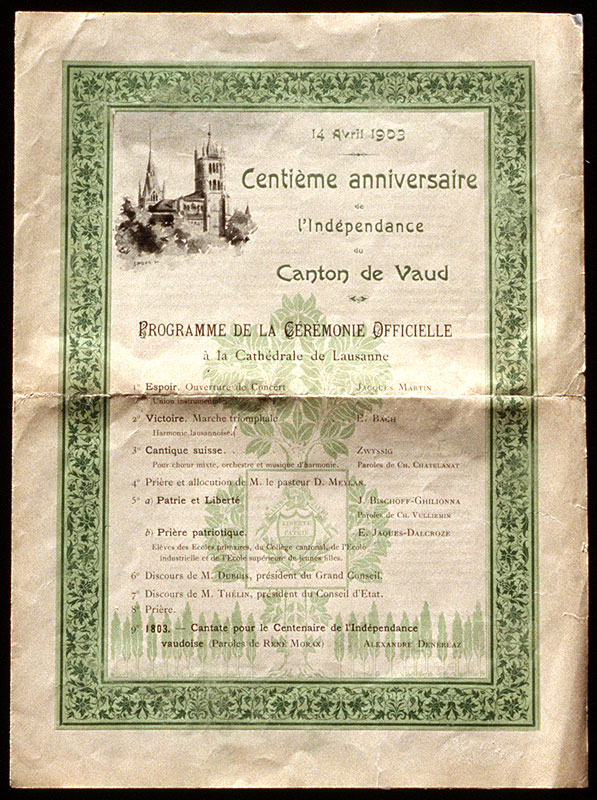 14 Avril 1903
Centième anniversaire
de
l'Indépendance
du
Canton de Vaud
PROGRAMME DE LA CÉRÉMONIE OFFICIELLE
à la Cathédrale de Lausanne
1° Espoir. Ouverture de Concert JACQUES MARTIN
Union instrumentale
2° Victoire. Marche triomphale E. BACH
Harmonie lausannoise.
3° Cantique suisse. . ZWYSSIG
Pour chœur mixte, orchestre et musique d'harmonie. Paroles de CH. CHATELANAT
4° Prière et allocution de M. le pasteur D. MEYLAN.
5° a) Patrie et Liberté J. BISCHOFF-GHILIONNA
Paroles de CH. VULLIEMIN
b) Prière patriotique. E. JAQUES-DALCROZE
Elèves des Ecoles primaires, du Collège cantonal, de l'Ecole
industrielle et de l'Ecole supérieure de jeunes filles.
LIBERTÉ
ET
PATRIE
6° Discours de M. DUBUIS, président du Grand Conseil.
7° Discours de M. THÉLIN, président du Conseil d'Etat.
8° Prière.
9° 1803. — Cantate pour le Centenaire de l'Indépendance
vaudoise (Paroles de RENÉ MORAX) ALEXANDRE DÉNÉRÉAZ